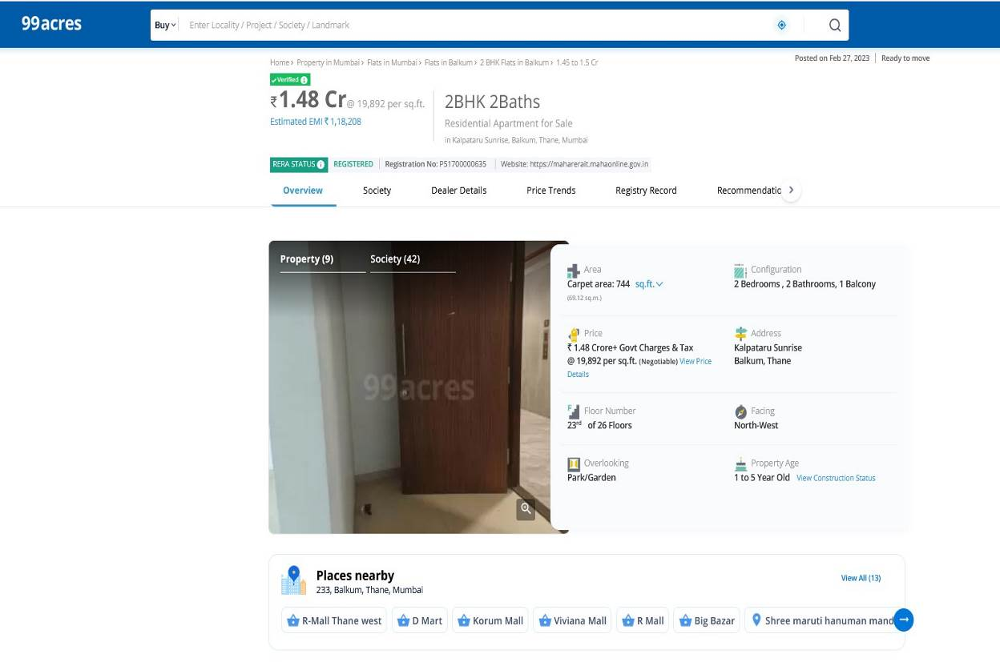 99acres
Buy
Enter Locality / Project / Society / Landmark
Home › Property in Mumbai › Flats in Mumbai › Flats in Balkum › 2 BHK Flats in Balkum › 1.45 to 1.5 Cr
Posted on Feb 27, 2023 | Ready to move
Verified
₹1.48 Cr @ 19,892 per sq.ft.
Estimated EMI ₹ 1,18,208
2BHK 2Baths
Residential Apartment for Sale
in Kalpataru Sunrise, Balkum, Thane, Mumbai
RERA STATUS REGISTERED | Registration No: P51700000635 | Website: https://maharerait.mahaonline.gov.in
Overview Society Dealer Details Price Trends Registry Record Recommendatio
Property (9) Society (42)
99acres
Area
Carpet area: 744 sq.ft.
(69.12 sq.m.)
Configuration
2 Bedrooms , 2 Bathrooms, 1 Balcony
Price
₹ 1.48 Crore+ Govt Charges & Tax
@ 19,892 per sq.ft. (Negotiable) View Price
Details
Address
Kalpataru Sunrise
Balkum, Thane
Floor Number
23rd of 26 Floors
Facing
North-West
Overlooking
Park/Garden
Property Age
1 to 5 Year Old View Construction Status
Places nearby
233, Balkum, Thane, Mumbai
View All (13)
R-Mall Thane west D Mart Korum Mall Viviana Mall R Mall Big Bazar Shree maruti hanuman mand